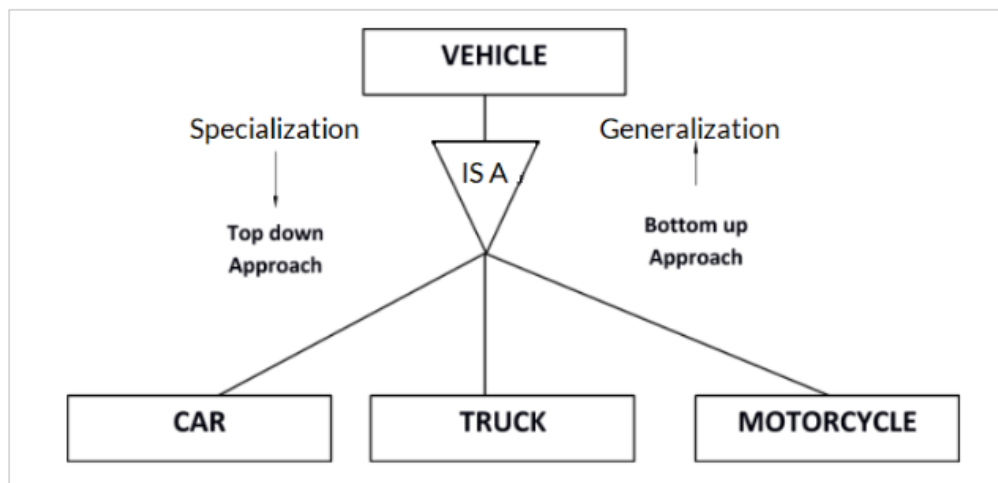 VEHICLE
Specialization
Generalization
IS A
Top down
Approach
Bottom up
Approach
CAR
TRUCK
MOTORCYCLE